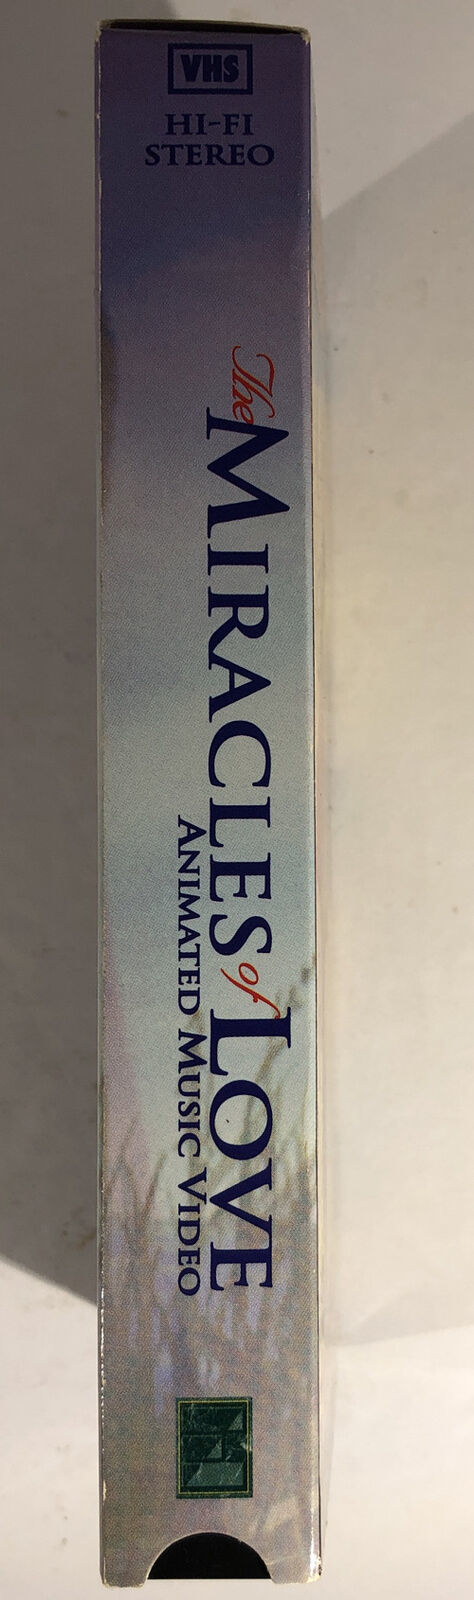 VHS
HI-FI
STEREO
The MIRACLES of LOVE
ANIMATED MUSIC VIDEO